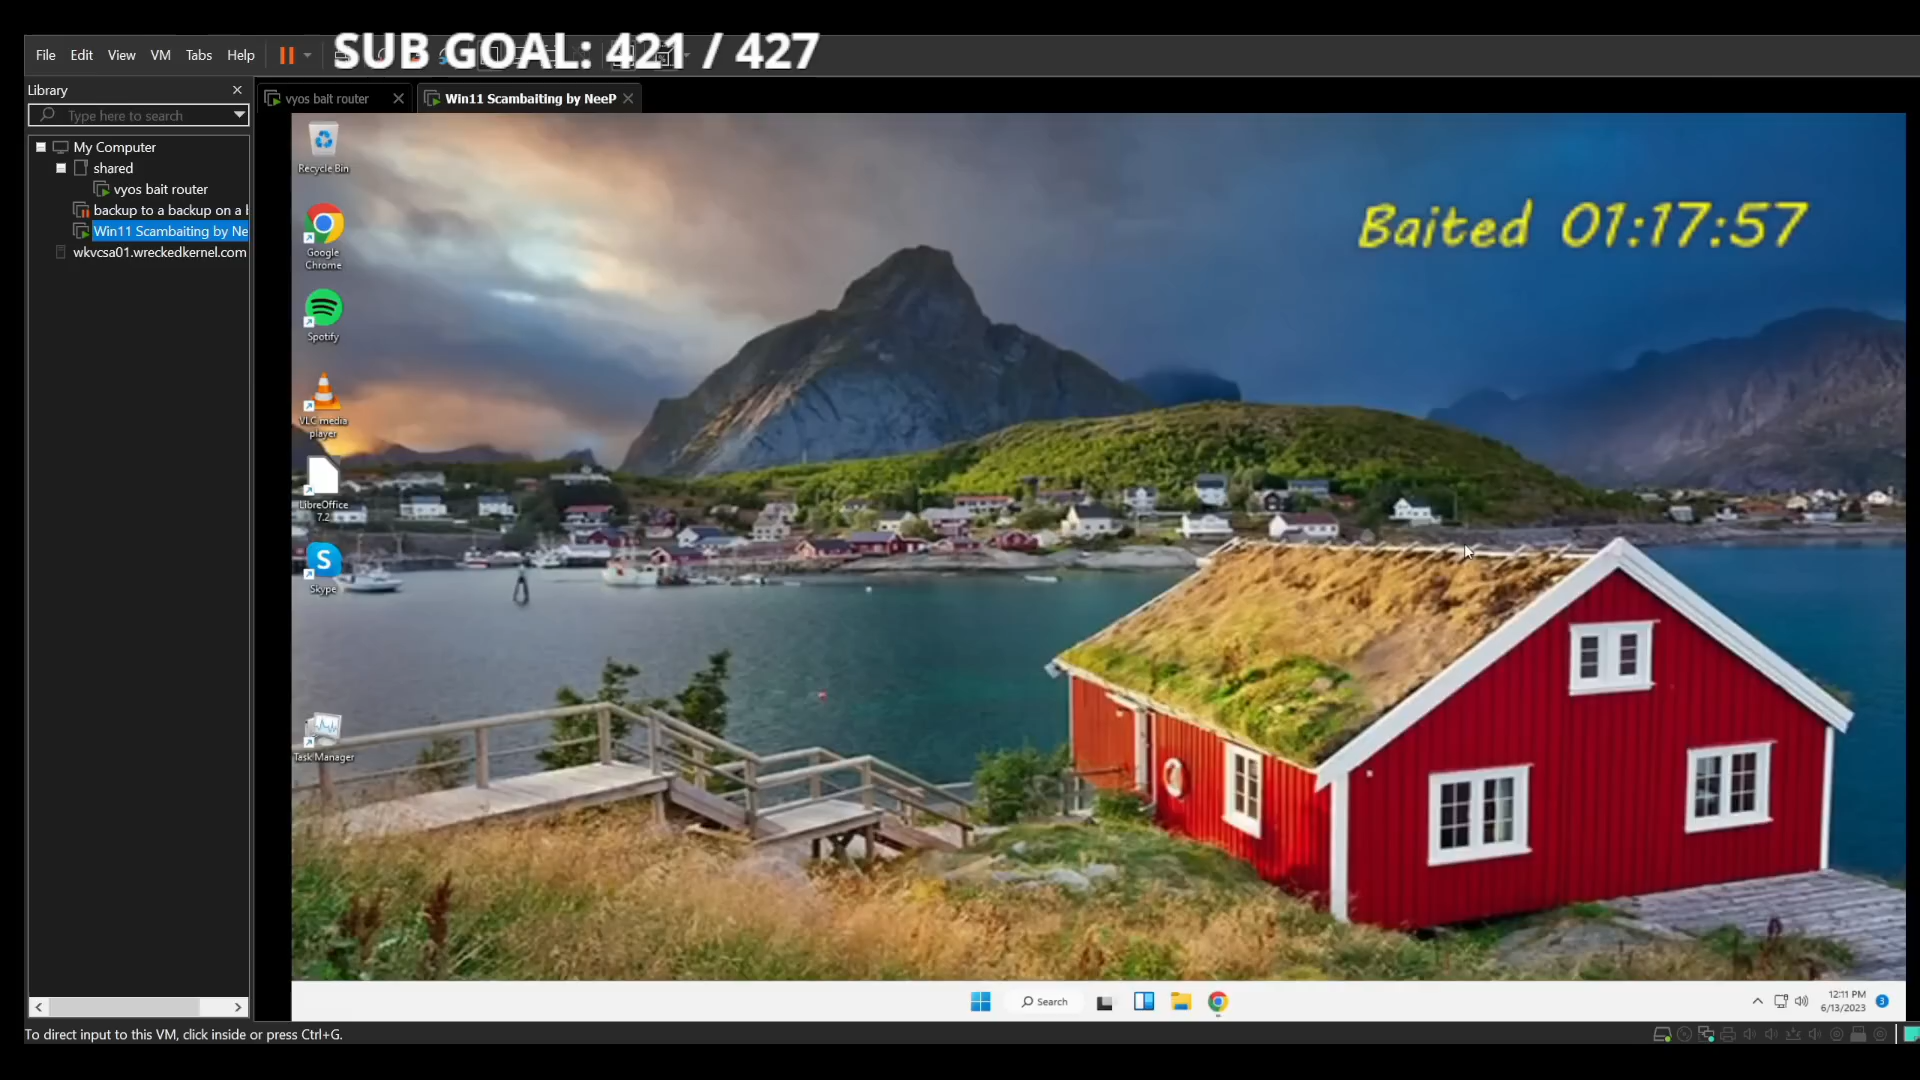 SUB GOAL: 421 / 427
File Edit View VM Tabs Help
Library
Type here to search
My Computer
shared
vyos bait router
backup to a backup on a b
Win11 Scambaiting by Ne
wkvcsa01.wreckedkernel.com
vyos bait router
Win11 Scambaiting by NeeP
Baited 01:17:57
Recycle Bin
Google
Chrome
Spotify
VLC media
player
LibreOffice
7.2
Skype
Task Manager
Search
12:11 PM
6/13/2023
3
To direct input to this VM, click inside or press Ctrl+G.